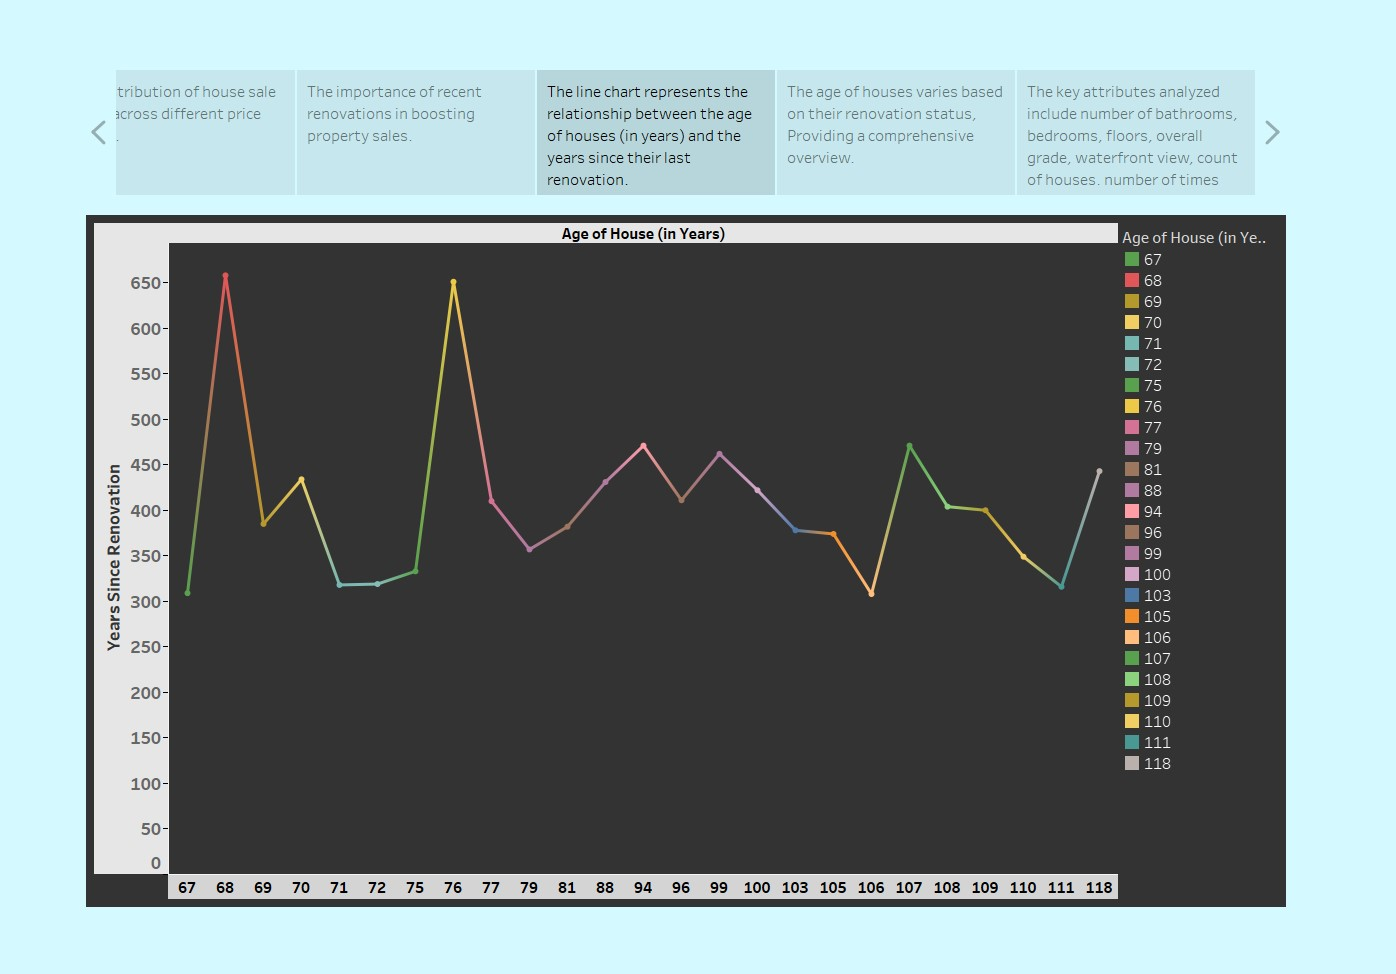 tribution of house sale
across different price
.
The importance of recent
renovations in boosting
property sales.
The line chart represents the
relationship between the age
of houses (in years) and the
years since their last
renovation.
The age of houses varies based
on their renovation status,
Providing a comprehensive
overview.
The key attributes analyzed
include number of bathrooms,
bedrooms, floors, overall
grade, waterfront view, count
of houses. number of times
Age of House (in Years)
Years Since Renovation
650
600
550
500
450
400
350
300
250
200
150
100
50
0
67 68 69 70 71 72 75 76 77 79 81 88 94 96 99 100 103 105 106 107 108 109 110 111 118
Age of House (in Ye..
67
68
69
70
71
72
75
76
77
79
81
88
94
96
99
100
103
105
106
107
108
109
110
111
118